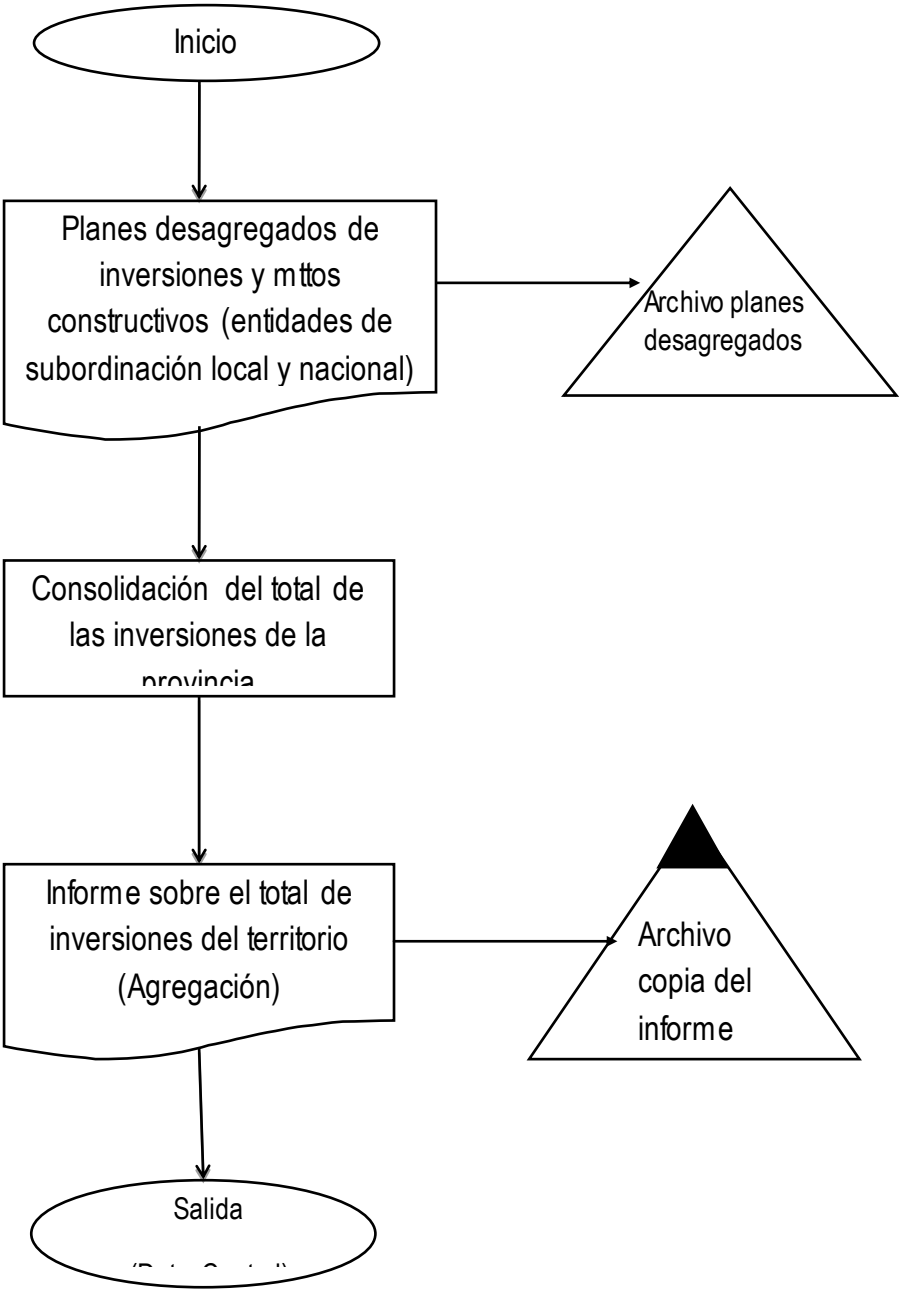 Inicio
Planes desagregados de
inversiones y mttos
constructivos (entidades de
subordinación local y nacional)
Archivo planes
desagregados
Consolidación del total de
las inversiones de la
provincia
Informe sobre el total de
inversiones del territorio
(Agregación)
Archivo
copia del
informe
Salida